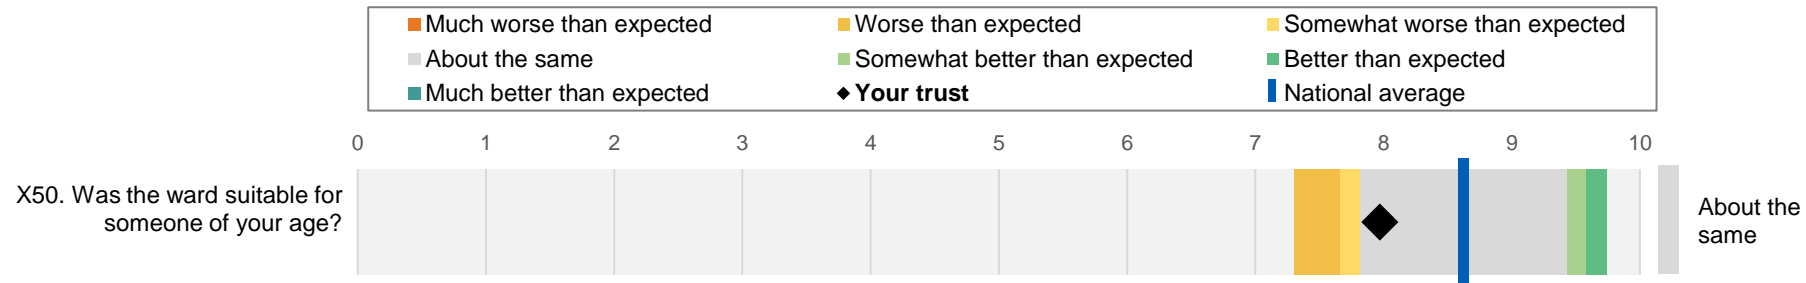 Much worse than expected
Worse than expected
Somewhat worse than expected
About the same
Somewhat better than expected
Better than expected
Much better than expected
Your trust
National average
0 1 2 3 4 5 6 7 8 9 10
X50. Was the ward suitable for
someone of your age?
About the
same